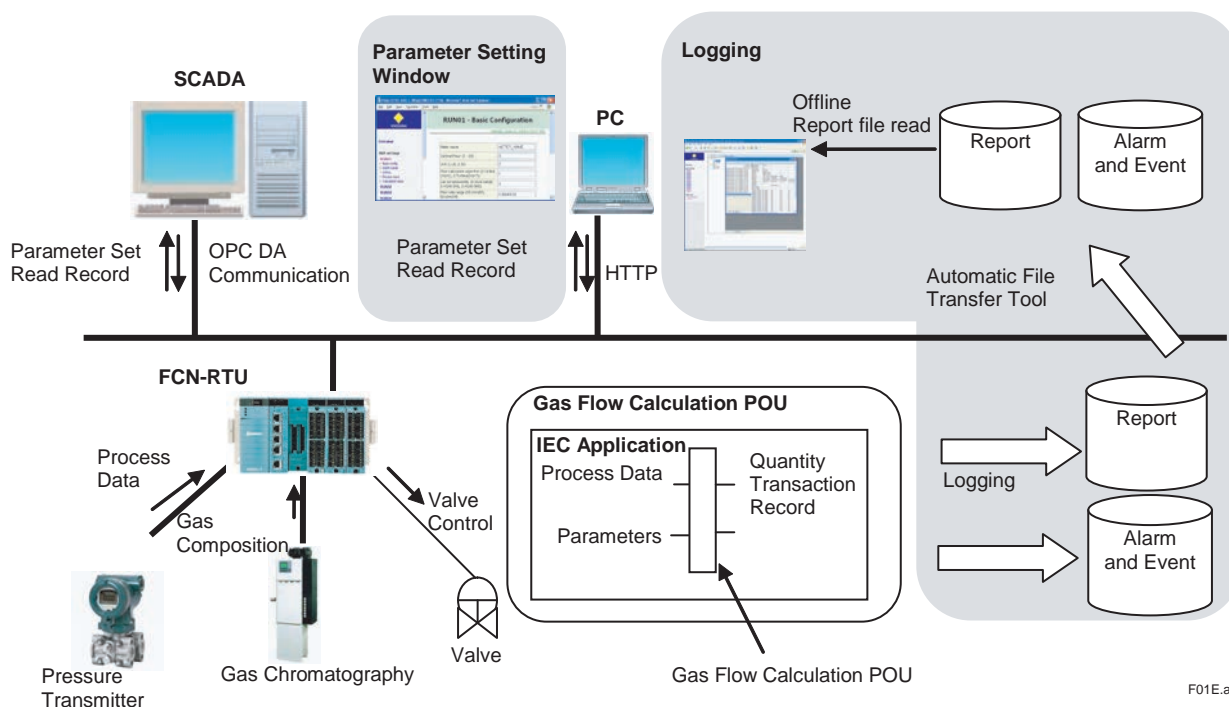 SCADA
Parameter Setting
Window
RUN01 - Basic Configuration
PC
Logging
Offline
Report file read
Report
Alarm
and Event
Parameter Set
Read Record
OPC DA
Communication
Parameter Set
Read Record
HTTP
Automatic File
Transfer Tool
FCN-RTU
Process
Data
Gas
Composition
Valve
Control
Gas Flow Calculation POU
IEC Application
Process Data
Parameters
Quantity
Transaction
Record
Logging
Report
Alarm
and Event
Pressure
Transmitter
Gas Chromatography
Valve
Gas Flow Calculation POU
F01E.a